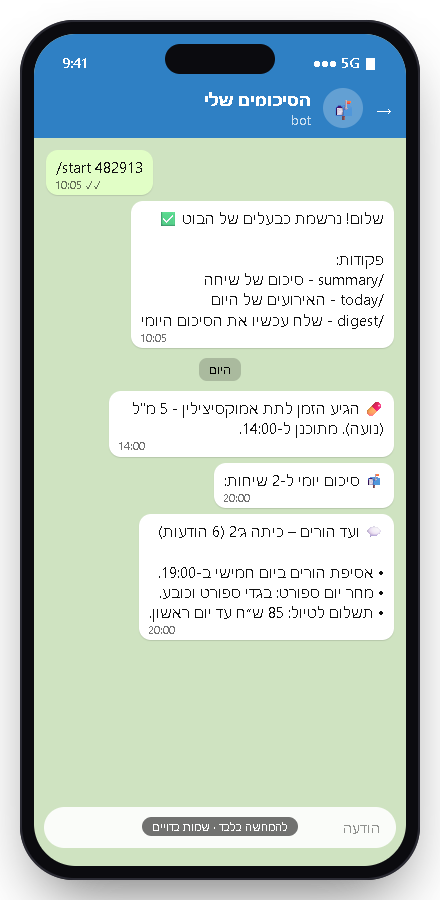 9:41
5G
הסיכומים שלי
bot
/start 482913
10:05
שלום! נרשמת כבעלים של הבוט
פקודות:
/summary - סיכום של שיחה
/today - האירועים של היום
/digest - שלח עכשיו את הסיכום היומי
10:05
היום
הגיע הזמן לתת אמוקסיצילין - 5 מ"ל
(נועה). מתוכנן ל-14:00.
14:00
סיכום יומי ל-2 שיחות:
20:00
ועד הורים – כיתה ג'2 (6 הודעות)
• אסיפת הורים ביום חמישי ב-19:00.
• מחר יום ספורט: בגדי ספורט וכובע.
• תשלום לטיול: 85 ש״ח עד יום ראשון.
20:00
הודעה
להמחשה בלבד · שמות בדויים